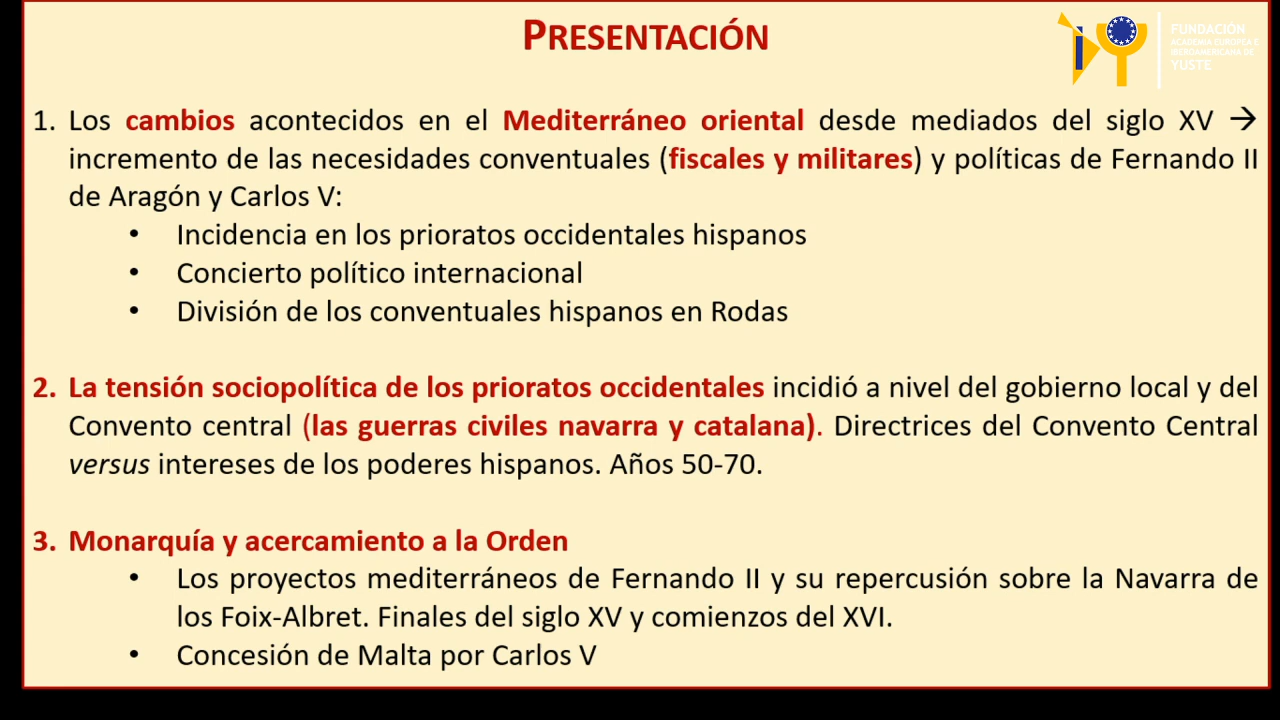 PRESENTACIÓN
FUNDACIÓN
ACADEMIA EUROPEA E
IBEROAMERICANA DE
YUSTE
1. Los cambios acontecidos en el Mediterráneo oriental desde mediados del siglo XV →
incremento de las necesidades conventuales (fiscales y militares) y políticas de Fernando II
de Aragón y Carlos V:
• Incidencia en los prioratos occidentales hispanos
• Concierto político internacional
• División de los conventuales hispanos en Rodas
2. La tensión sociopolítica de los prioratos occidentales incidió a nivel del gobierno local y del
Convento central (las guerras civiles navarra y catalana). Directrices del Convento Central
versus intereses de los poderes hispanos. Años 50-70.
3. Monarquía y acercamiento a la Orden
• Los proyectos mediterráneos de Fernando II y su repercusión sobre la Navarra de
los Foix-Albret. Finales del siglo XV y comienzos del XVI.
• Concesión de Malta por Carlos V